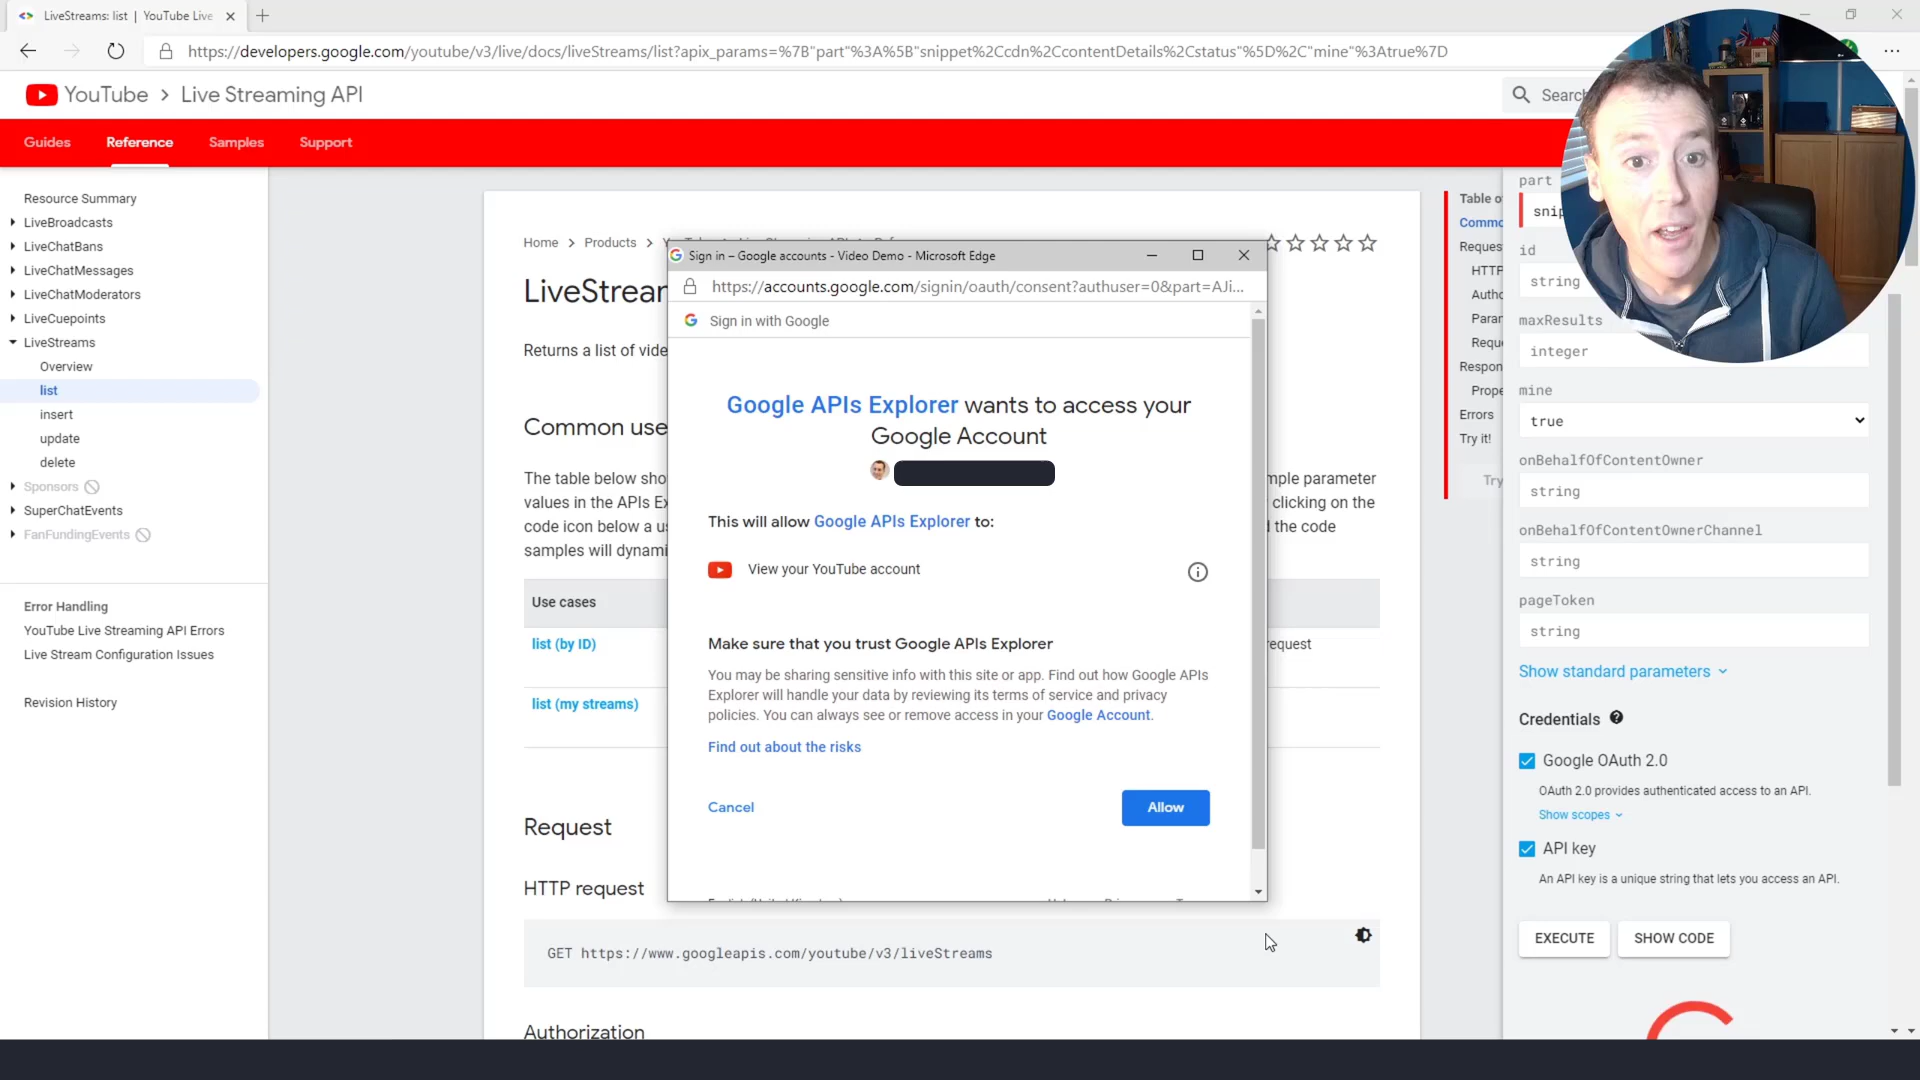 LiveStreams: list | YouTube Live
https://developers.google.com/youtube/v3/live/docs/liveStreams/list?apix_params=%7B"part"%3A%5B"snippet%2Ccdn%2CcontentDetails%2Cstatus"%5D%2C"mine"%3Atrue%7D
YouTube > Live Streaming API
Search
Guides
Reference
Samples
Support
Resource Summary
LiveBroadcasts
LiveChatBans
LiveChatMessages
LiveChatModerators
LiveCuepoints
LiveStreams
Overview
list
insert
update
delete
Sponsors
SuperChatEvents
FanFundingEvents
Error Handling
YouTube Live Streaming API Errors
Live Stream Configuration Issues
Revision History
Home > Products >
LiveStrear
Returns a list of vide
Common use
The table below sho
mple parameter
values in the APIs Ex
clicking on the
code icon below a us
d the code
samples will dynami
Use cases
list (by ID)
request
list (my streams)
Request
HTTP request
GET https://www.googleapis.com/youtube/v3/liveStreams
Authorization
Sign in – Google accounts - Video Demo - Microsoft Edge
https://accounts.google.com/signin/oauth/consent?authuser=0&part=AJi...
Sign in with Google
Google APIs Explorer wants to access your
Google Account
This will allow Google APIs Explorer to:
View your YouTube account
Make sure that you trust Google APIs Explorer
You may be sharing sensitive info with this site or app. Find out how Google APIs
Explorer will handle your data by reviewing its terms of service and privacy
policies. You can always see or remove access in your Google Account.
Find out about the risks
Cancel
Allow
Table o
Commo
Reques
HTTP
Autho
Parar
Reque
Respon
Prope
Errors
Try it!
Try
part
snip
id
string
maxResults
integer
mine
true
onBehalfOfContentOwner
string
onBehalfOfContentOwnerChannel
string
pageToken
string
Show standard parameters
Credentials
Google OAuth 2.0
OAuth 2.0 provides authenticated access to an API.
Show scopes
API key
An API key is a unique string that lets you access an API.
EXECUTE
SHOW CODE